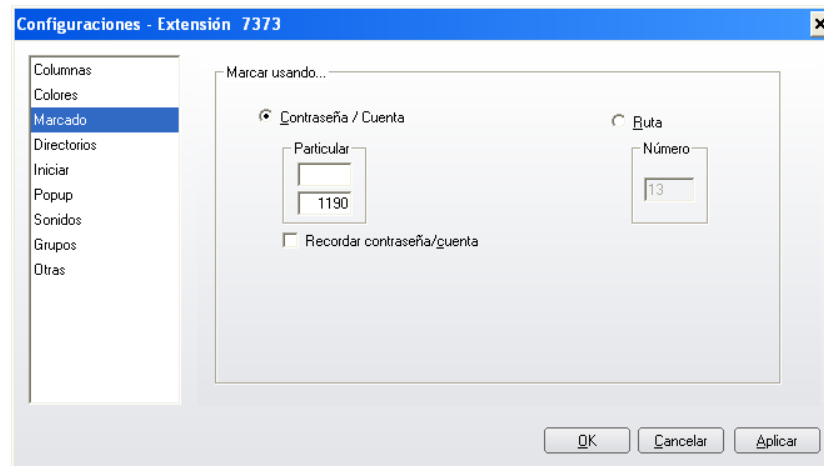 Configuraciones - Extensión 7373
Columnas
Colores
Marcado
Directorios
Iniciar
Popup
Sonidos
Grupos
Otras
Marcar usando...
Contraseña / Cuenta
Ruta
Particular
Número
13
1190
Recordar contraseña/cuenta
OK
Cancelar
Aplicar